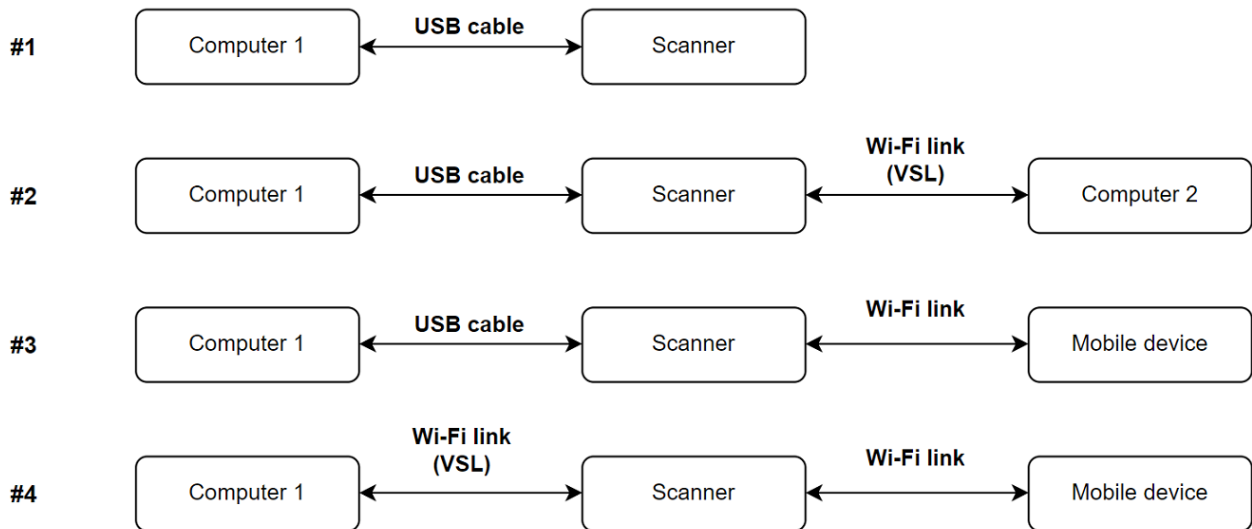 USB cable
#1 Computer 1 Scanner
Wi-Fi link
(VSL)
USB cable
#2 Computer 1 Scanner Computer 2
USB cable Wi-Fi link
#3 Computer 1 Scanner Mobile device
Wi-Fi link
(VSL)
Wi-Fi link
#4 Computer 1 Scanner Mobile device